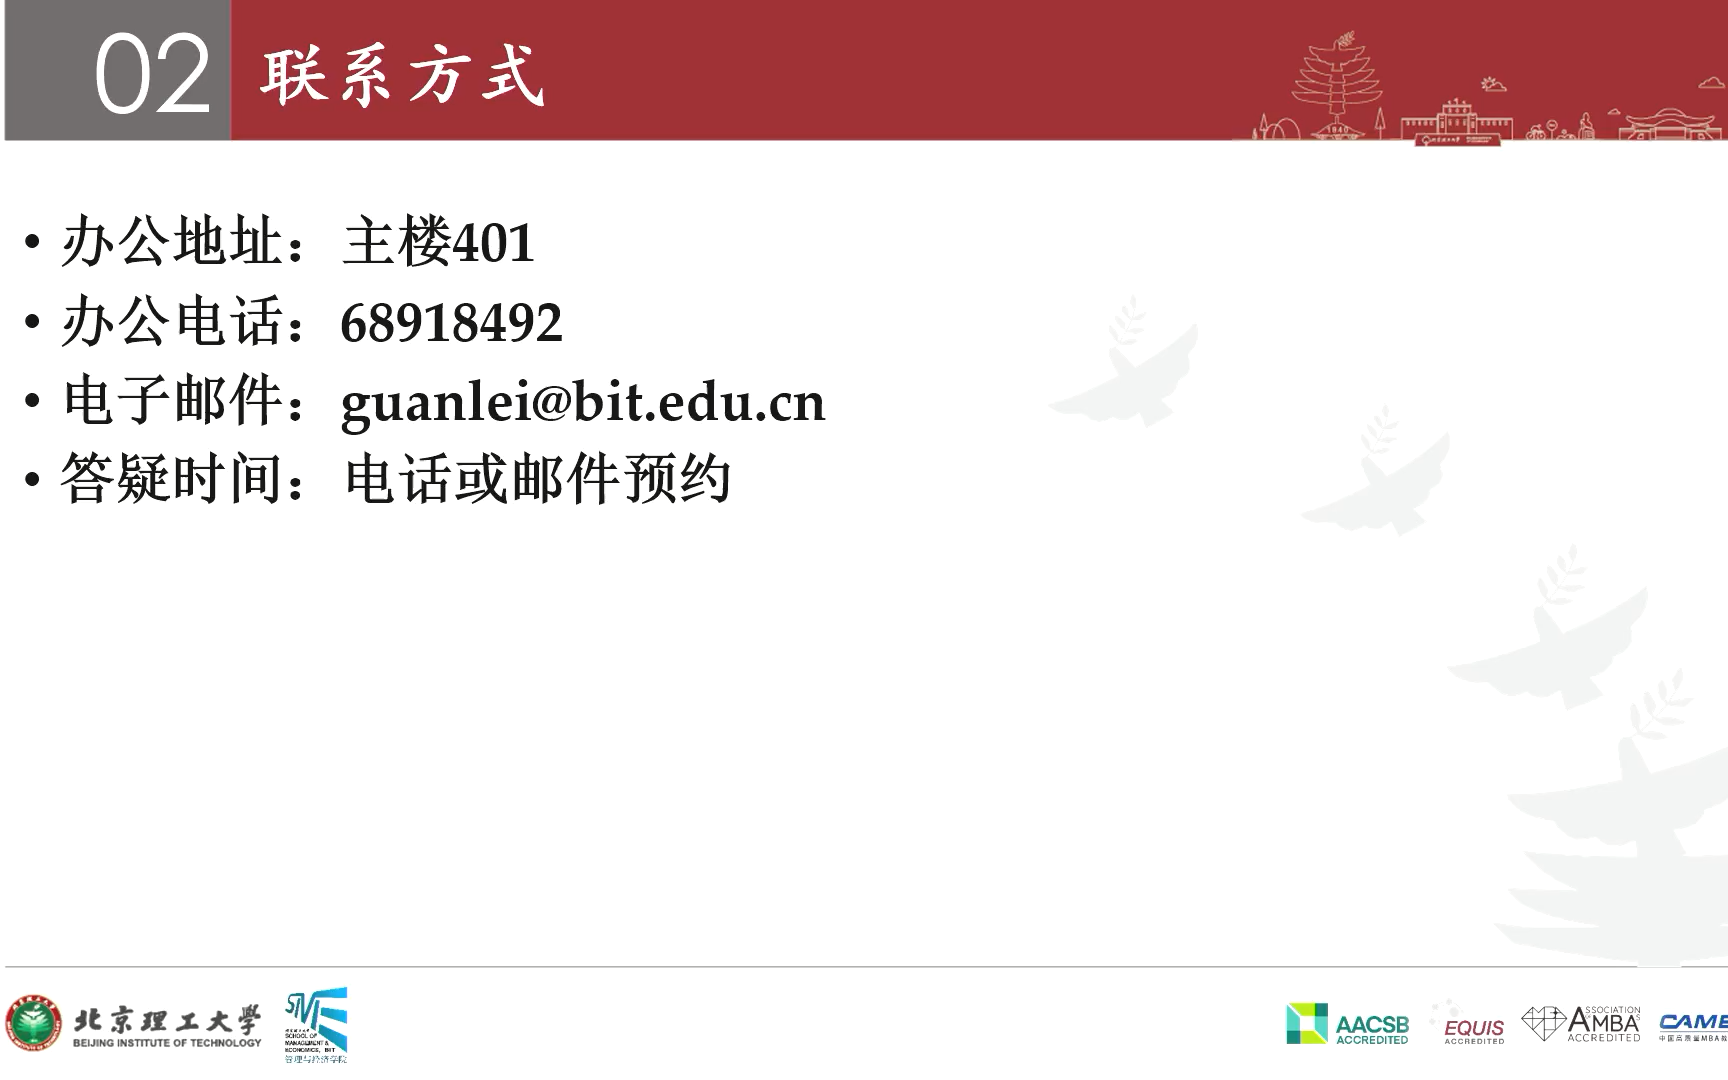 02 联系方式
1940
• 办公地址：主楼401
• 办公电话：68918492
• 电子邮件：guanlei@bit.edu.cn
• 答疑时间：电话或邮件预约
北京理工大学
BEIJING INSTITUTE OF TECHNOLOGY
SCHOOL OF
MANAGEMENT &
ECONOMICS, BIT
管理与经济学院
AACSB
ACCREDITED
EQUIS
ACCREDITED
ASSOCIATION
AMBA'S
ACCREDITED
CAME
中国高质量MBA教